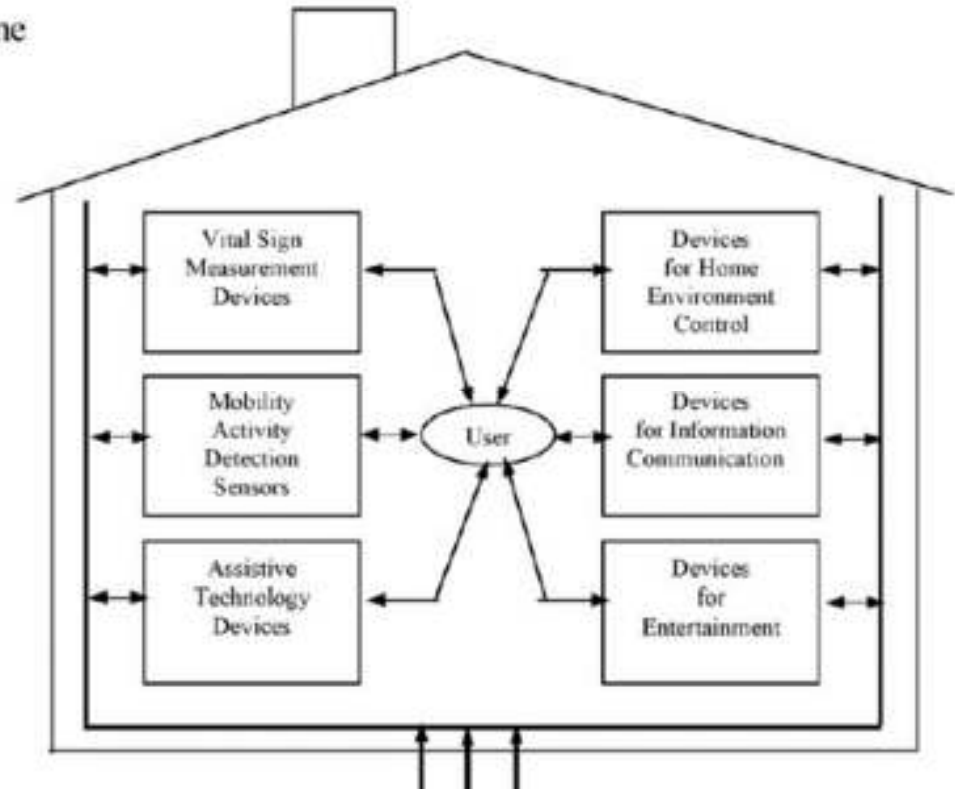 Vital Sign
Measurement
Devices
Devices
for Home
Environment
Control
Mobility
Activity
Detection
Sensors
User
Devices
for Information
Communication
Assistive
Technology
Devices
Devices
for
Entertainment